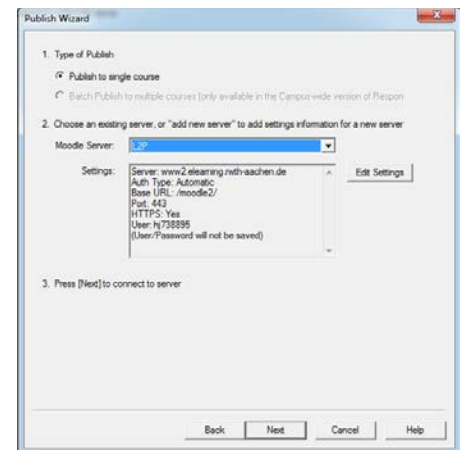 Publish Wizard
1. Type of Publish
Publish to single course
Batch Publish to multiple courses (only available in the Campus-wide version of Respon
2. Choose an existing server, or "add new server" to add settings information for a new server
Moodle Server: L2P
Settings: Server: www2.elearning.rwth-aachen.de Edit Settings
Auth Type: Automatic
Base URL: /moodle2/
Port: 443
HTTPS: Yes
User: hj738895
(User/Password will not be saved)
3. Press [Next] to connect to server
Back Next Cancel Help